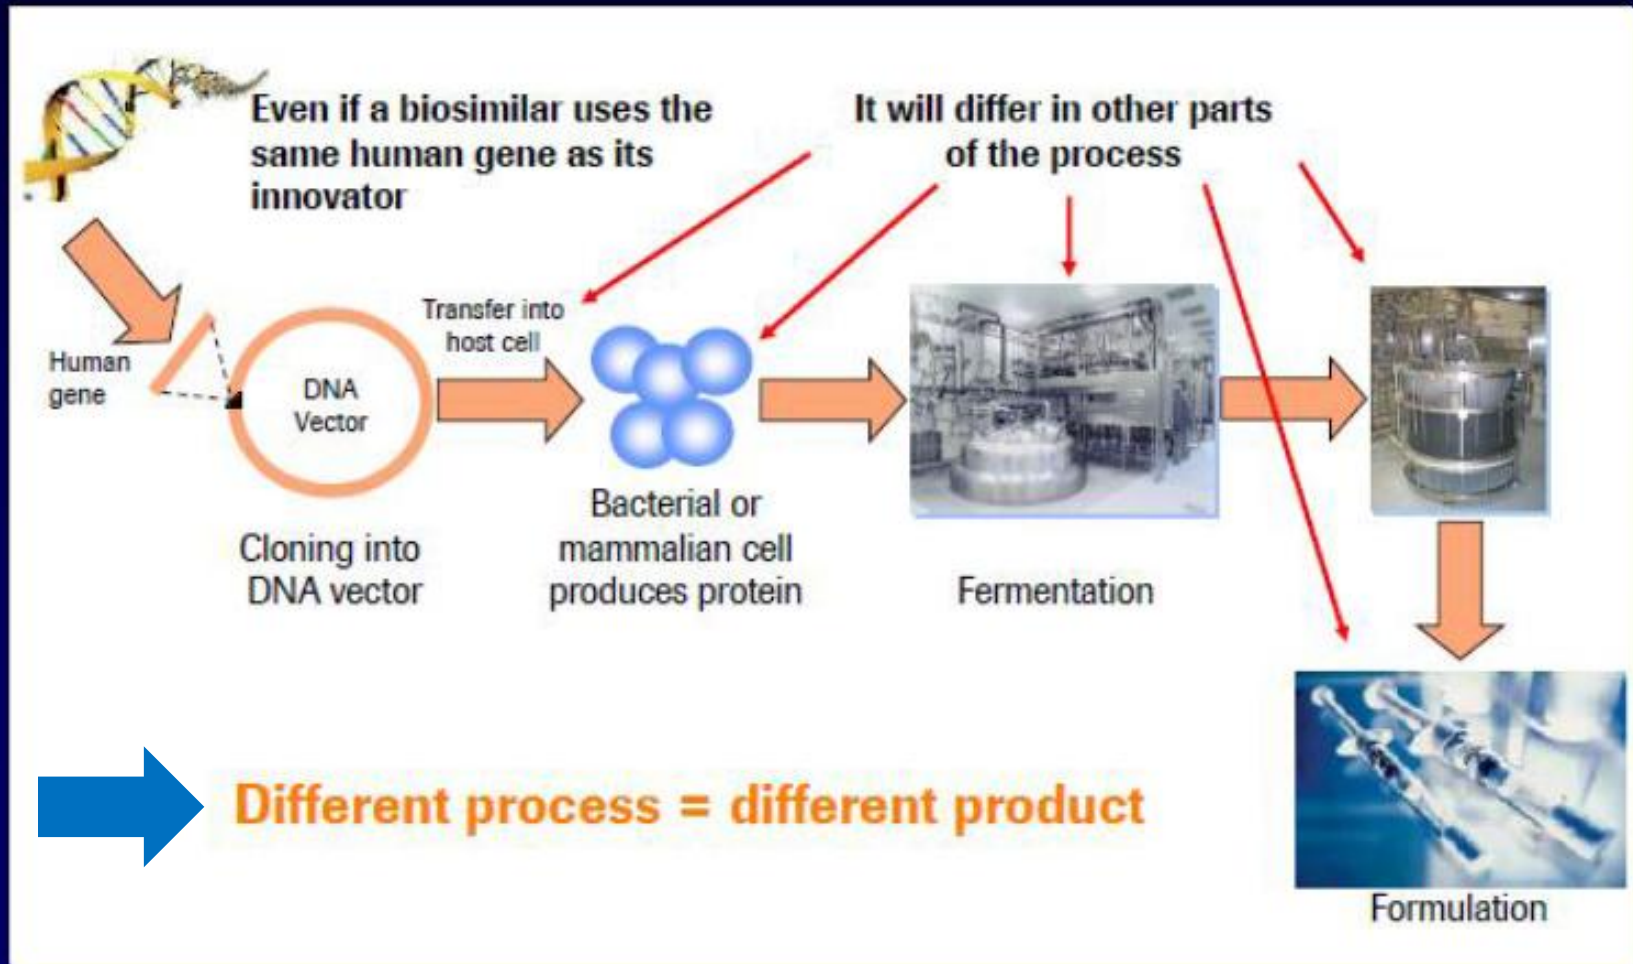 Even if a biosimilar uses the
same human gene as its
innovator
It will differ in other parts
of the process
Human
gene
DNA
Vector
Transfer into
host cell
Cloning into
DNA vector
Bacterial or
mammalian cell
produces protein
Fermentation
Formulation
Different process = different product